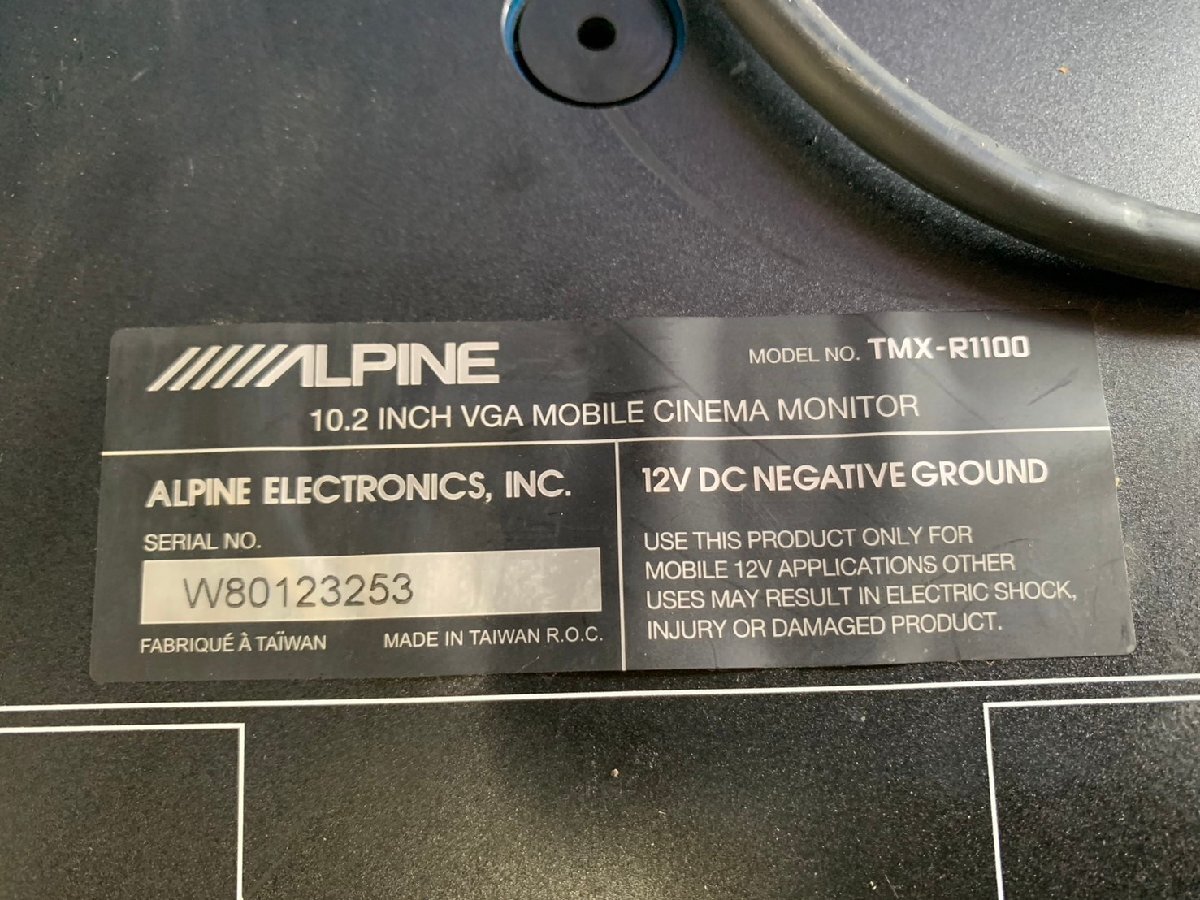 ALPINE
MODEL NO. TMX-R1100
10.2 INCH VGA MOBILE CINEMA MONITOR
ALPINE ELECTRONICS, INC.
SERIAL NO.
W80123253
FABRIQUÉ À TAÏWAN MADE IN TAIWAN R.O.C.
12V DC NEGATIVE GROUND
USE THIS PRODUCT ONLY FOR
MOBILE 12V APPLICATIONS OTHER
USES MAY RESULT IN ELECTRIC SHOCK,
INJURY OR DAMAGED PRODUCT.